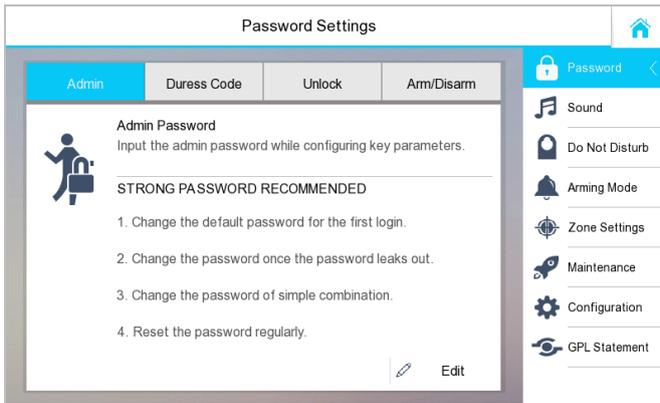 Password Settings
Admin
Duress Code
Unlock
Arm/Disarm
Admin Password
Input the admin password while configuring key parameters.
STRONG PASSWORD RECOMMENDED
1. Change the default password for the first login.
2. Change the password once the password leaks out.
3. Change the password of simple combination.
4. Reset the password regularly.
Edit
Password
Sound
Do Not Disturb
Arming Mode
Zone Settings
Maintenance
Configuration
GPL Statement